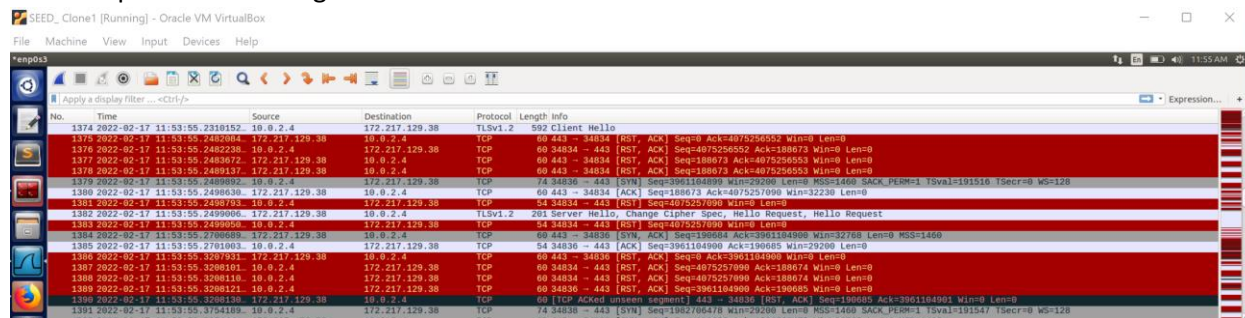 SEED_ Clone1 [Running] - Oracle VM VirtualBox
File Machine View Input Devices Help
*enp0s3
En 11:55 AM
Apply a display filter ... <Ctrl-/>
Expression... +
No. Time Source Destination Protocol Length Info
1374 2022-02-17 11:53:55.2310152… 10.0.2.4 172.217.129.38 TLSv1.2 592 Client Hello
1375 2022-02-17 11:53:55.2482084… 172.217.129.38 10.0.2.4 TCP 60 443 → 34834 [RST, ACK] Seq=0 Ack=4075256552 Win=0 Len=0
1376 2022-02-17 11:53:55.2482238… 10.0.2.4 172.217.129.38 TCP 60 34834 → 443 [RST, ACK] Seq=4075256552 Ack=188673 Win=0 Len=0
1377 2022-02-17 11:53:55.2483672… 172.217.129.38 10.0.2.4 TCP 60 443 → 34834 [RST, ACK] Seq=188673 Ack=4075256553 Win=0 Len=0
1378 2022-02-17 11:53:55.2489137… 172.217.129.38 10.0.2.4 TCP 60 443 → 34834 [RST, ACK] Seq=188673 Ack=4075256553 Win=0 Len=0
1379 2022-02-17 11:53:55.2489892… 10.0.2.4 172.217.129.38 TCP 74 34836 → 443 [SYN] Seq=3961104899 Win=29200 Len=0 MSS=1460 SACK_PERM=1 TSval=191516 TSecr=0 WS=128
1380 2022-02-17 11:53:55.2498630… 172.217.129.38 10.0.2.4 TCP 60 443 → 34834 [ACK] Seq=188673 Ack=4075257090 Win=32230 Len=0
1381 2022-02-17 11:53:55.2498793… 10.0.2.4 172.217.129.38 TCP 54 34834 → 443 [RST] Seq=4075257090 Win=0 Len=0
1382 2022-02-17 11:53:55.2499006… 172.217.129.38 10.0.2.4 TLSv1.2 201 Server Hello, Change Cipher Spec, Hello Request, Hello Request
1383 2022-02-17 11:53:55.2499050… 10.0.2.4 172.217.129.38 TCP 54 34834 → 443 [RST] Seq=4075257090 Win=0 Len=0
1384 2022-02-17 11:53:55.2700689… 172.217.129.38 10.0.2.4 TCP 60 443 → 34836 [SYN, ACK] Seq=190684 Ack=3961104900 Win=32768 Len=0 MSS=1460
1385 2022-02-17 11:53:55.2701003… 10.0.2.4 172.217.129.38 TCP 54 34836 → 443 [ACK] Seq=3961104900 Ack=190685 Win=29200 Len=0
1386 2022-02-17 11:53:55.3207931… 172.217.129.38 10.0.2.4 TCP 60 443 → 34836 [RST, ACK] Seq=0 Ack=3961104900 Win=0 Len=0
1387 2022-02-17 11:53:55.3208101… 10.0.2.4 172.217.129.38 TCP 60 34834 → 443 [RST, ACK] Seq=4075257090 Ack=188674 Win=0 Len=0
1388 2022-02-17 11:53:55.3208110… 10.0.2.4 172.217.129.38 TCP 60 34834 → 443 [RST, ACK] Seq=4075257090 Ack=188674 Win=0 Len=0
1389 2022-02-17 11:53:55.3208121… 10.0.2.4 172.217.129.38 TCP 60 34836 → 443 [RST, ACK] Seq=3961104900 Ack=190685 Win=0 Len=0
1390 2022-02-17 11:53:55.3208130… 172.217.129.38 10.0.2.4 TCP 60 [TCP ACKed unseen segment] 443 → 34836 [RST, ACK] Seq=190685 Ack=3961104901 Win=0 Len=0
1391 2022-02-17 11:53:55.3754189… 10.0.2.4 172.217.129.38 TCP 74 34838 → 443 [SYN] Seq=1982706478 Win=29200 Len=0 MSS=1460 SACK_PERM=1 TSval=191547 TSecr=0 WS=128